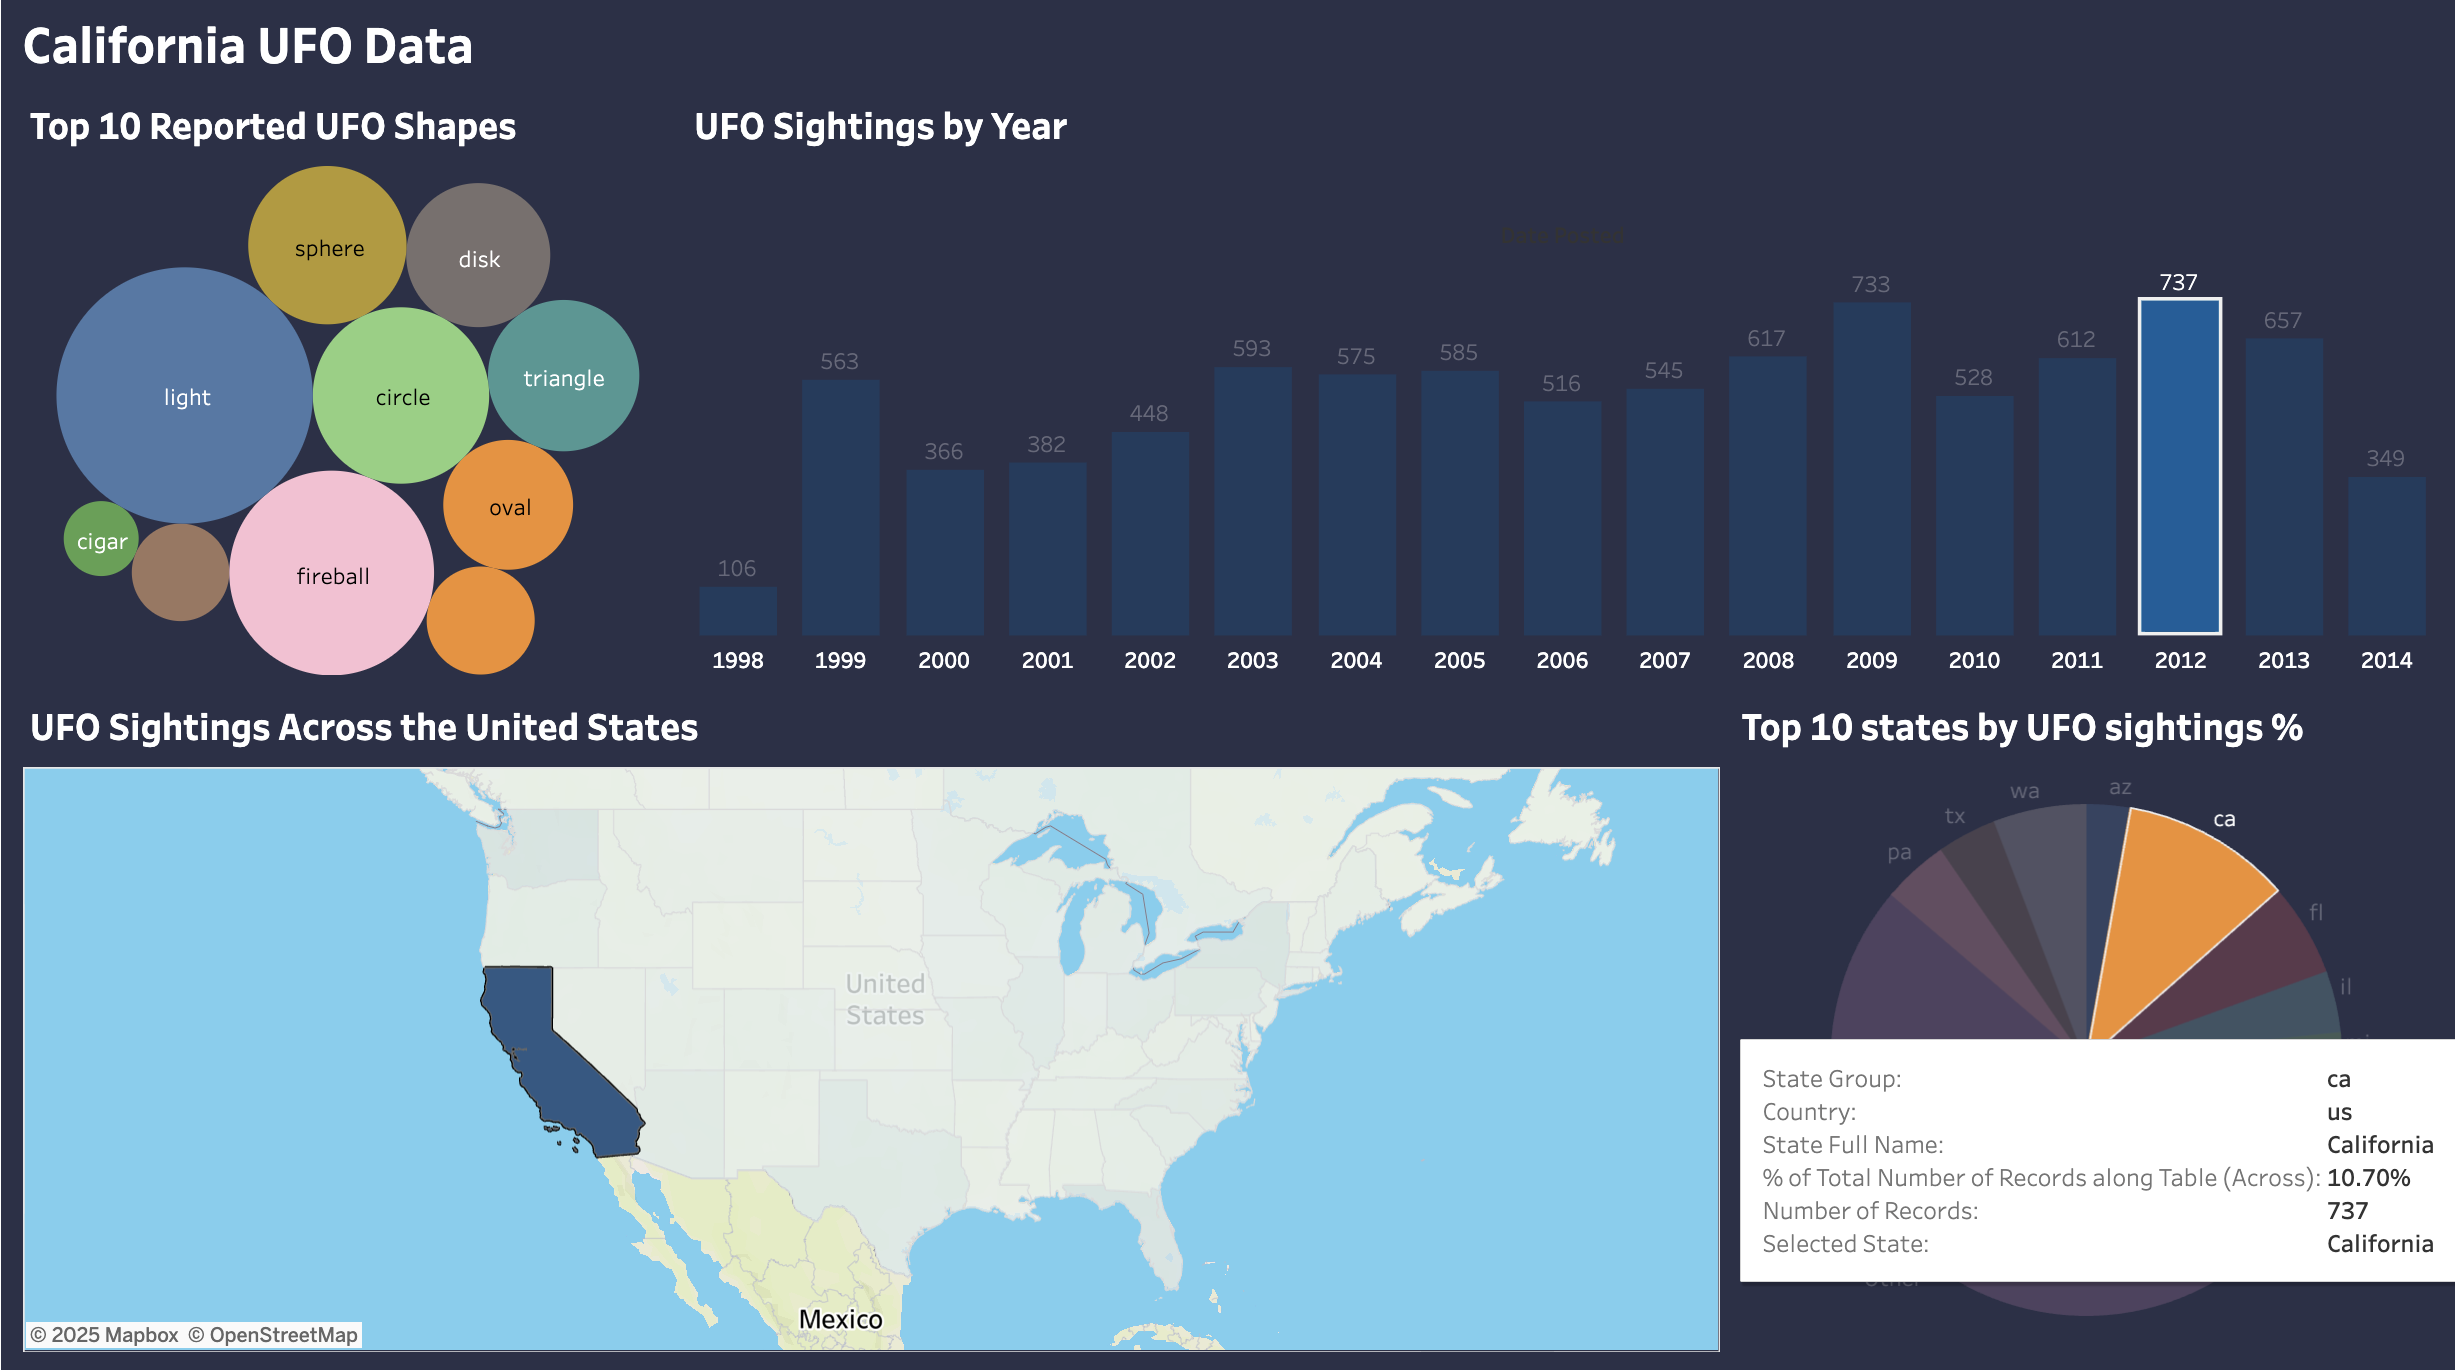 California UFO Data
Top 10 Reported UFO Shapes
sphere
disk
light
circle
triangle
oval
cigar
fireball
UFO Sightings by Year
Date Posted
106
563
366
382
448
593
575
585
516
545
617
733
528
612
737
657
349
1998
1999
2000
2001
2002
2003
2004
2005
2006
2007
2008
2009
2010
2011
2012
2013
2014
UFO Sightings Across the United States
United
States
Mexico
© 2025 Mapbox © OpenStreetMap
Top 10 states by UFO sightings %
az
wa
ca
tx
pa
fl
il
State Group: ca
Country: us
State Full Name: California
% of Total Number of Records along Table (Across): 10.70%
Number of Records: 737
Selected State: California
Other